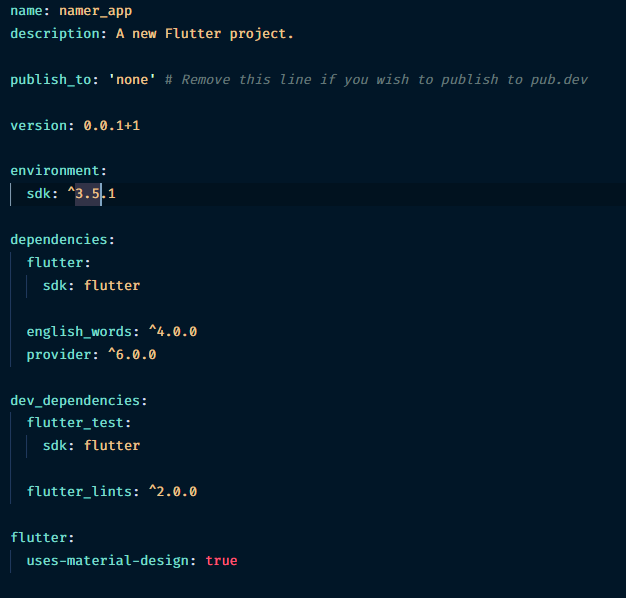 name: namer_app
description: A new Flutter project.
publish_to: 'none' # Remove this line if you wish to publish to pub.dev
version: 0.0.1+1
environment:
  sdk: ^3.5.1
dependencies:
  flutter:
    sdk: flutter
  english_words: ^4.0.0
  provider: ^6.0.0
dev_dependencies:
  flutter_test:
    sdk: flutter
  flutter_lints: ^2.0.0
flutter:
  uses-material-design: true